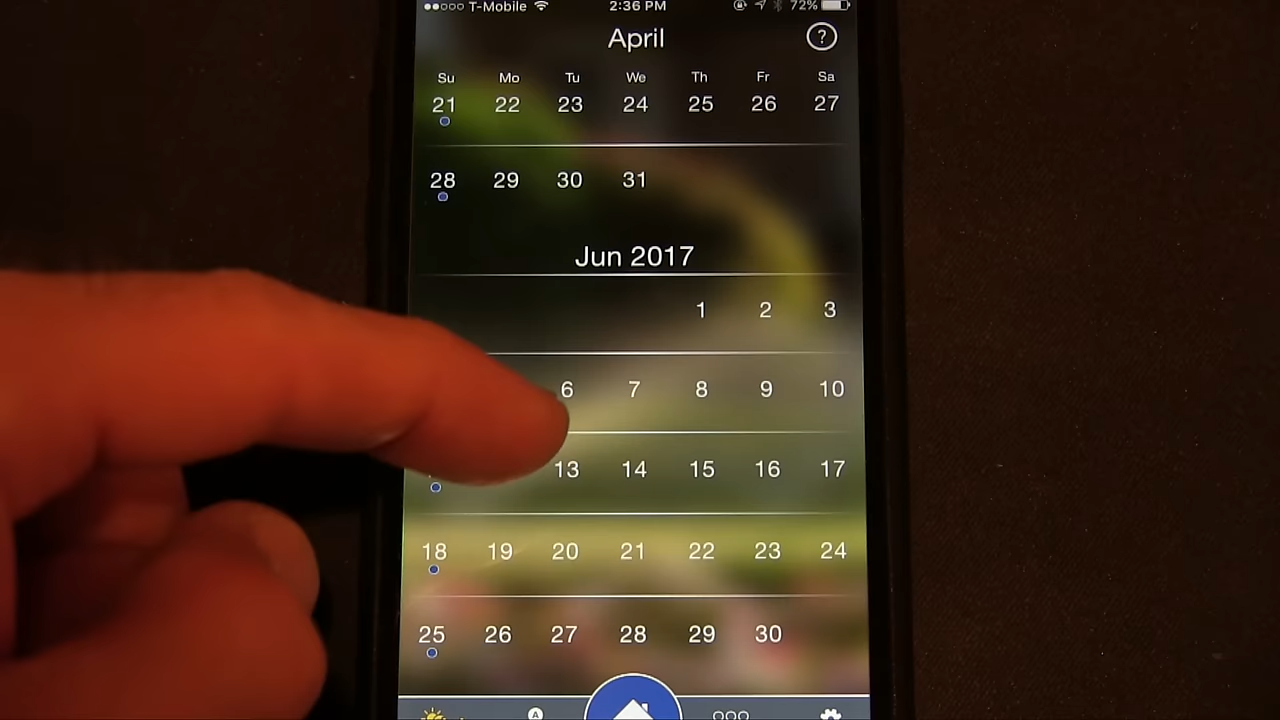 T-Mobile 2:36 PM 72%
April ?
Su Mo Tu We Th Fr Sa
21 22 23 24 25 26 27
28 29 30 31
Jun 2017
1 2 3
6 7 8 9 10
13 14 15 16 17
18 19 20 21 22 23 24
25 26 27 28 29 30
A